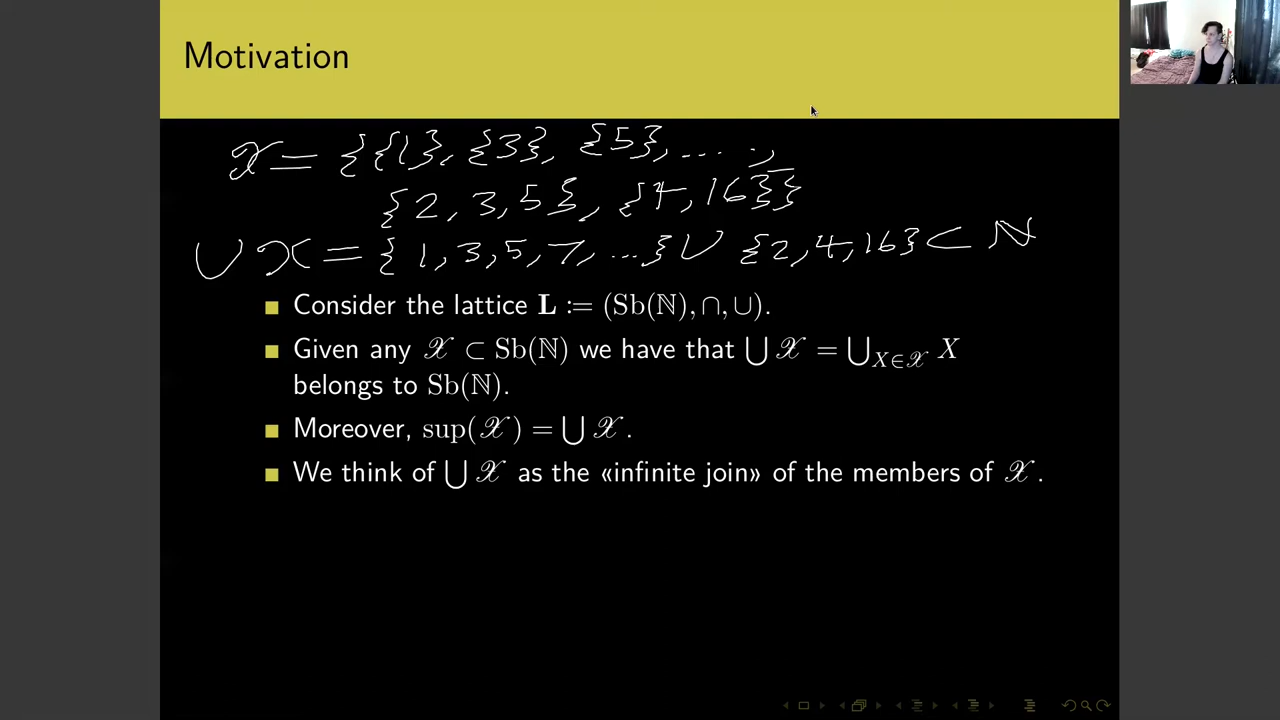 Motivation
𝒳 = {{1}, {3}, {5}, ....,
{2, 3, 5}, {4, 16}}
∪ 𝒳 = {1, 3, 5, 7, ...} ∪ {2, 4, 16} ⊂ ℕ
Consider the lattice 𝐋 := (Sb(ℕ), ∩, ∪).
Given any 𝒳 ⊂ Sb(ℕ) we have that ⋃ 𝒳 = ⋃_{X∈𝒳} X
belongs to Sb(ℕ).
Moreover, sup(𝒳) = ⋃ 𝒳.
We think of ⋃ 𝒳 as the «infinite join» of the members of 𝒳.